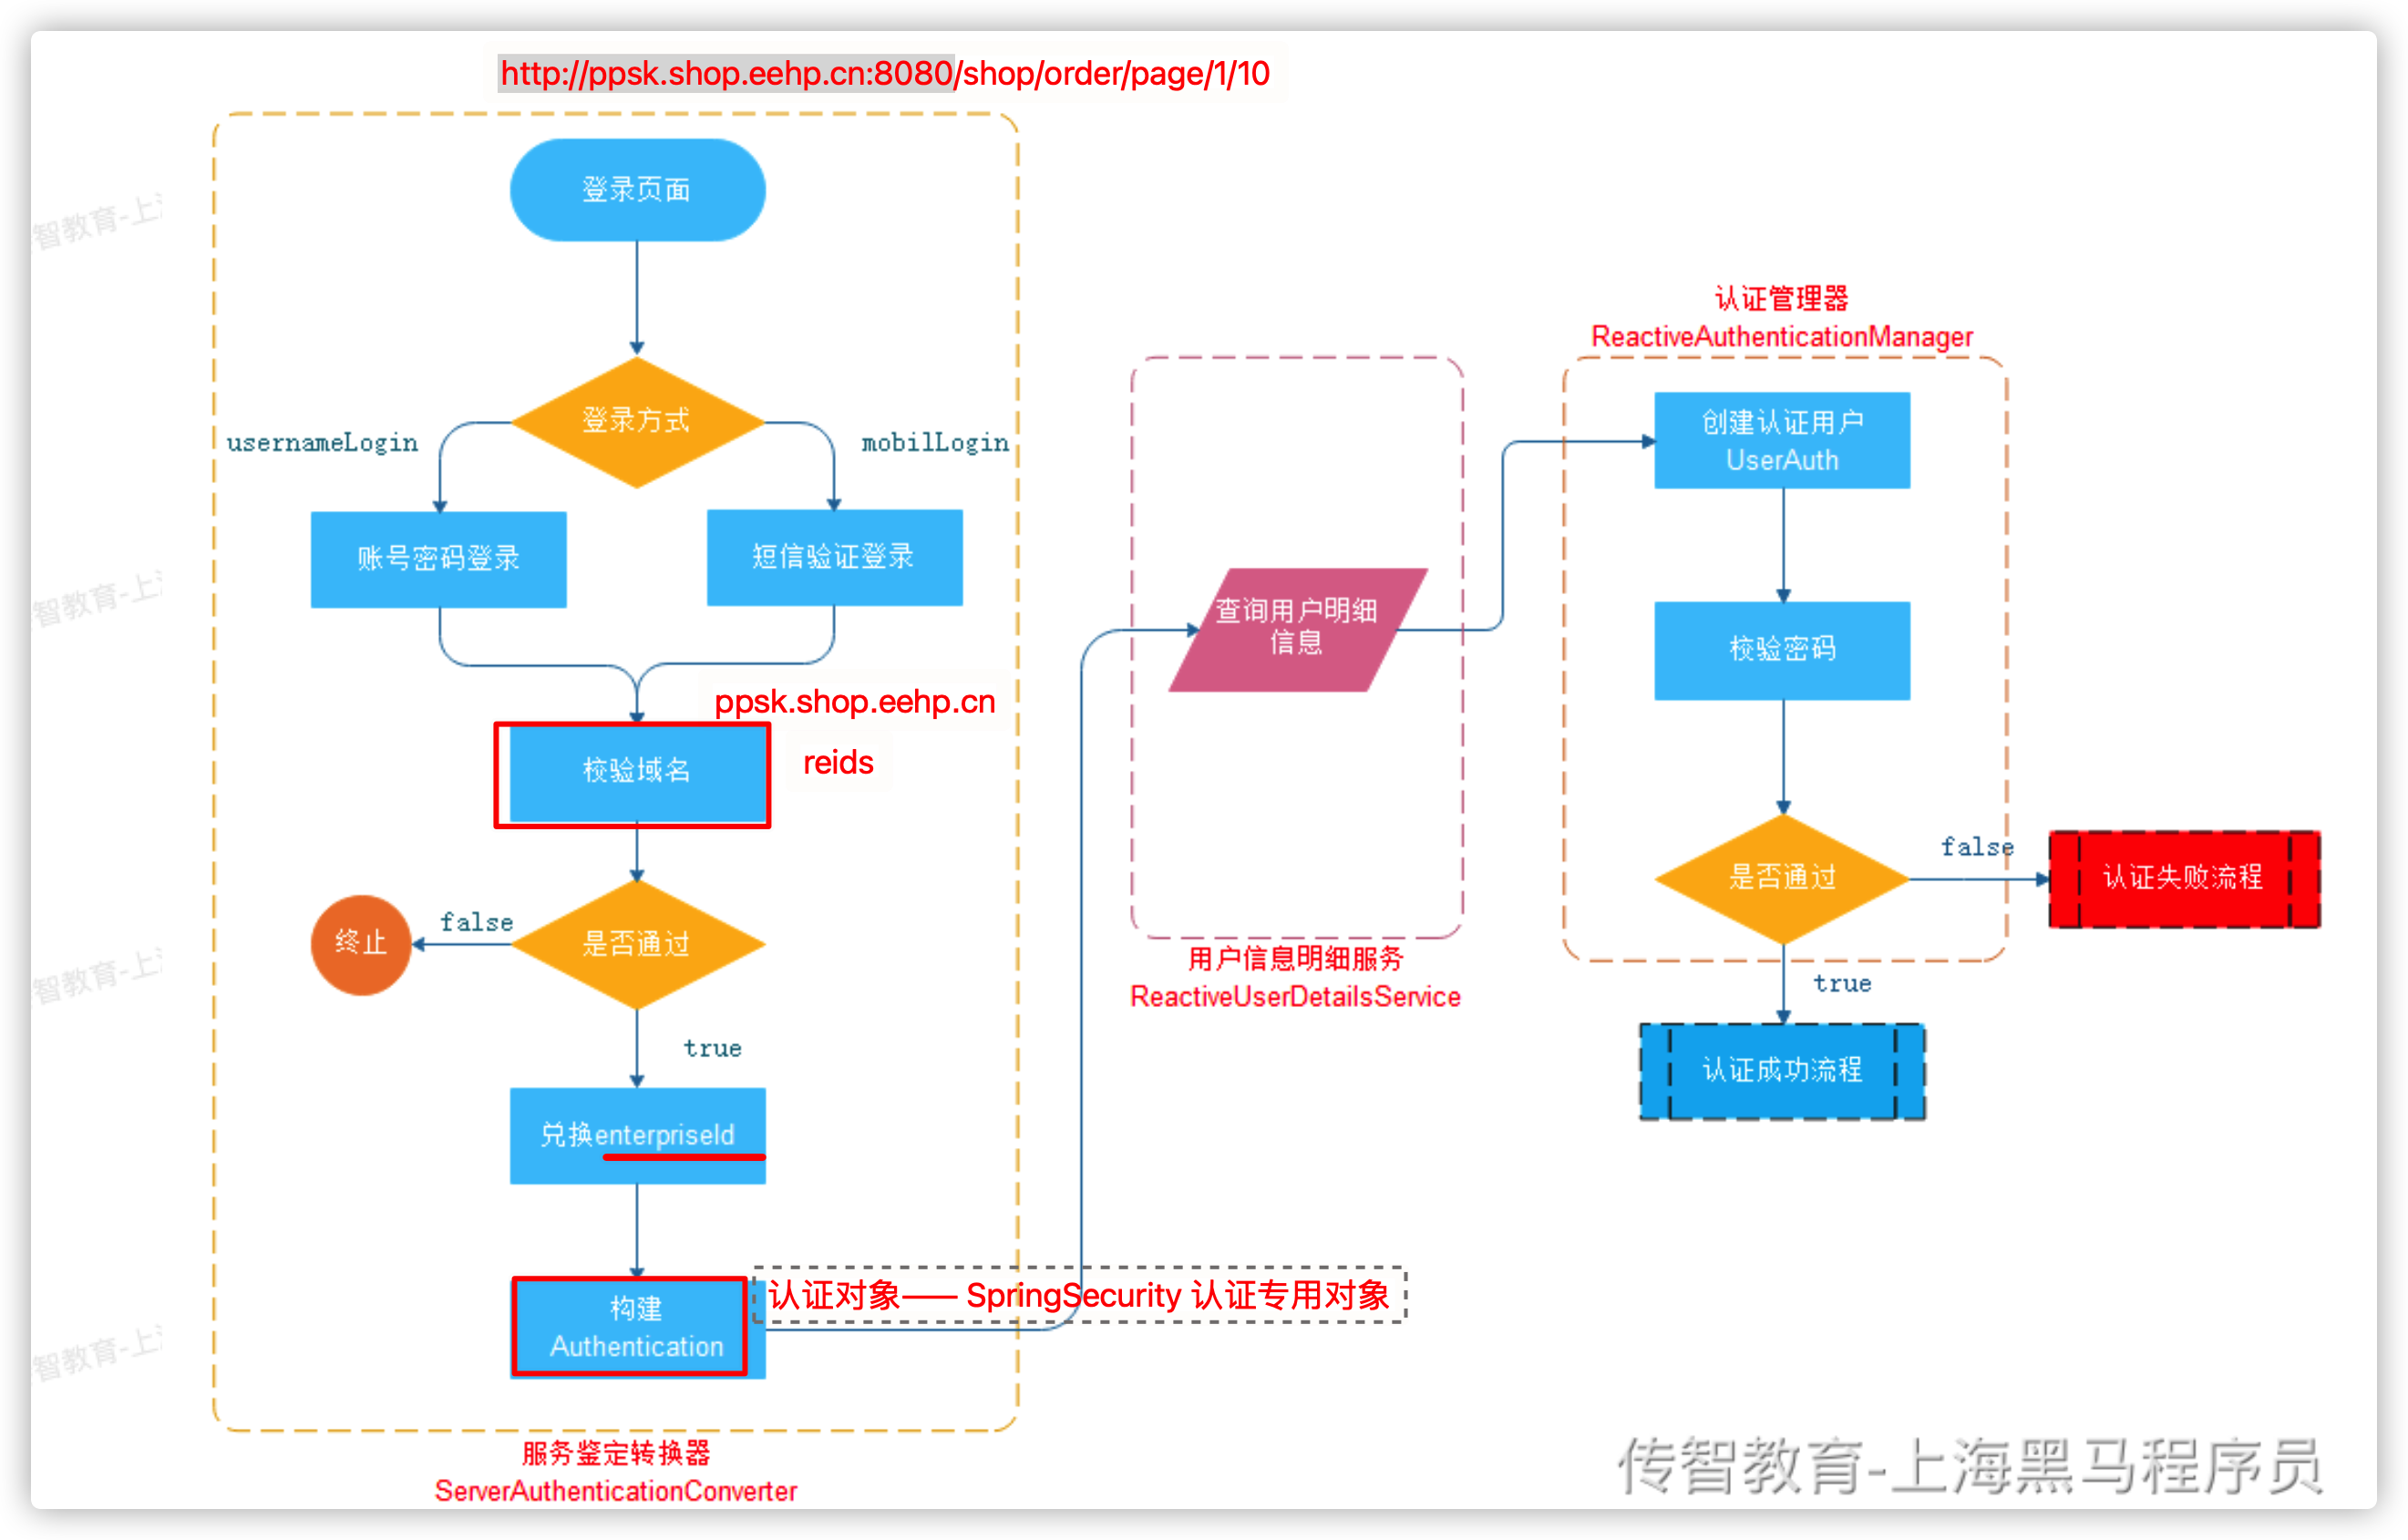 http://ppsk.shop.eehp.cn:8080/shop/order/page/1/10
登录页面
登录方式
usernameLogin
mobilLogin
账号密码登录
短信验证登录
ppsk.shop.eehp.cn
校验域名
reids
是否通过
false
终止
true
兑换enterpriseId
构建
Authentication
认证对象—— SpringSecurity 认证专用对象
服务鉴定转换器
ServerAuthenticationConverter
查询用户明细
信息
用户信息明细服务
ReactiveUserDetailsService
认证管理器
ReactiveAuthenticationManager
创建认证用户
UserAuth
校验密码
是否通过
false
认证失败流程
true
认证成功流程
传智教育-上海黑马程序员
智教育-上海
智教育-上海
智教育-上海
智教育-上海